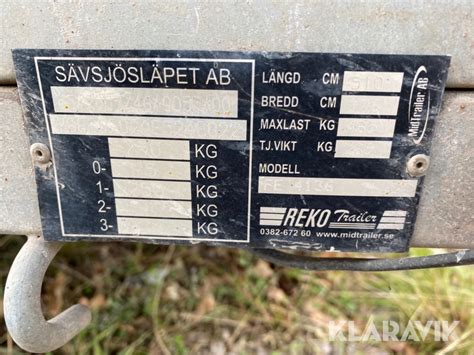 SÄVSJÖSLÄPET AB
KG
0- KG
1- KG
2- KG
3- KG
LÄNGD CM
BREDD CM
MAXLAST KG
TJ.VIKT KG
MODELL
REKO Trailer
0382-672 60
www.midtrailer.se
MidTrailer AB
KLARAVIK